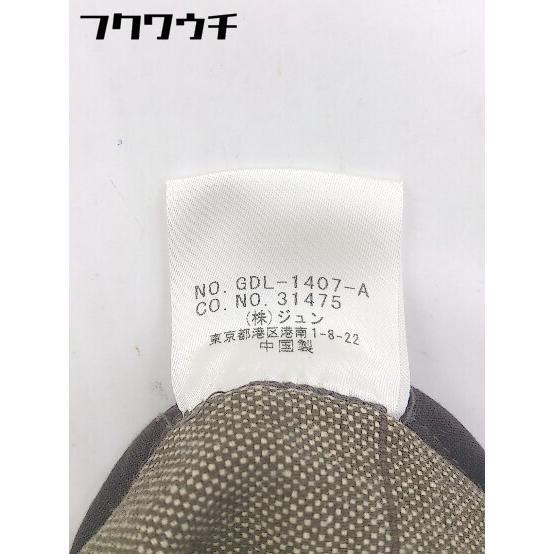 フクワウチ
NO. GDL-1407-A
CO. NO. 31475
(株)ジュン
東京都港区港南1-8-22
中国製